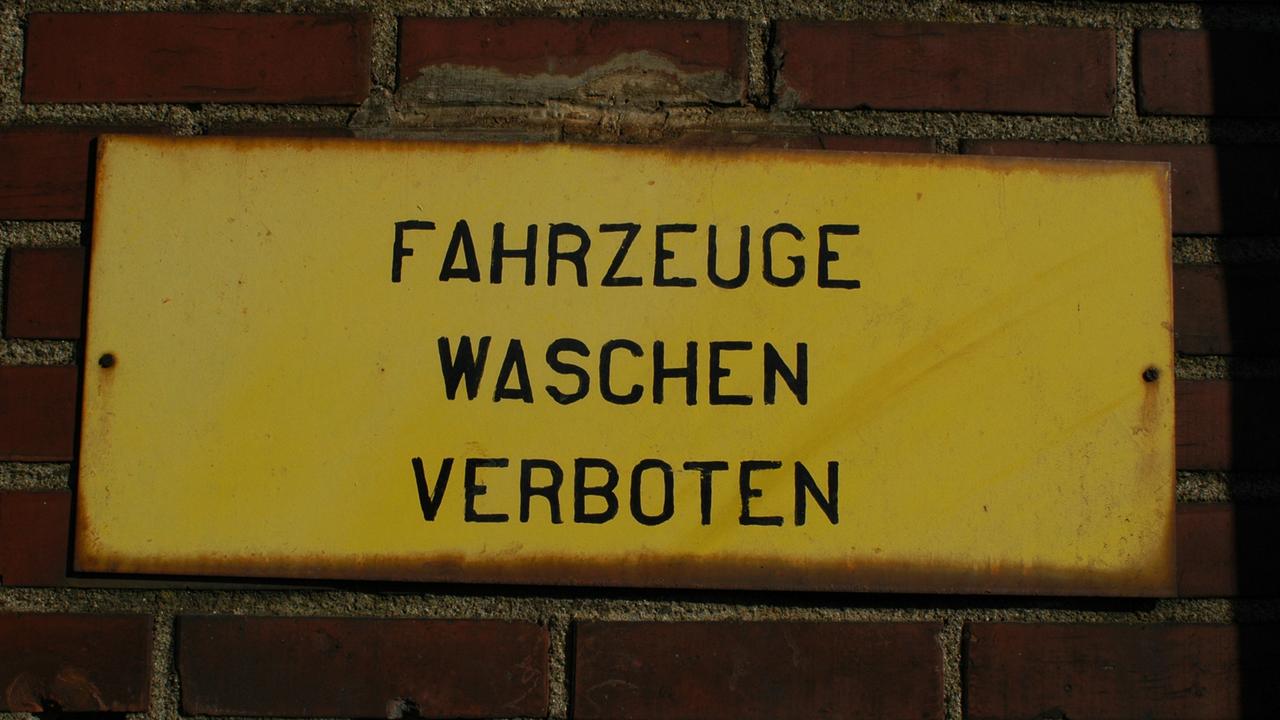 FAHRZEUGE
WASCHEN
VERBOTEN